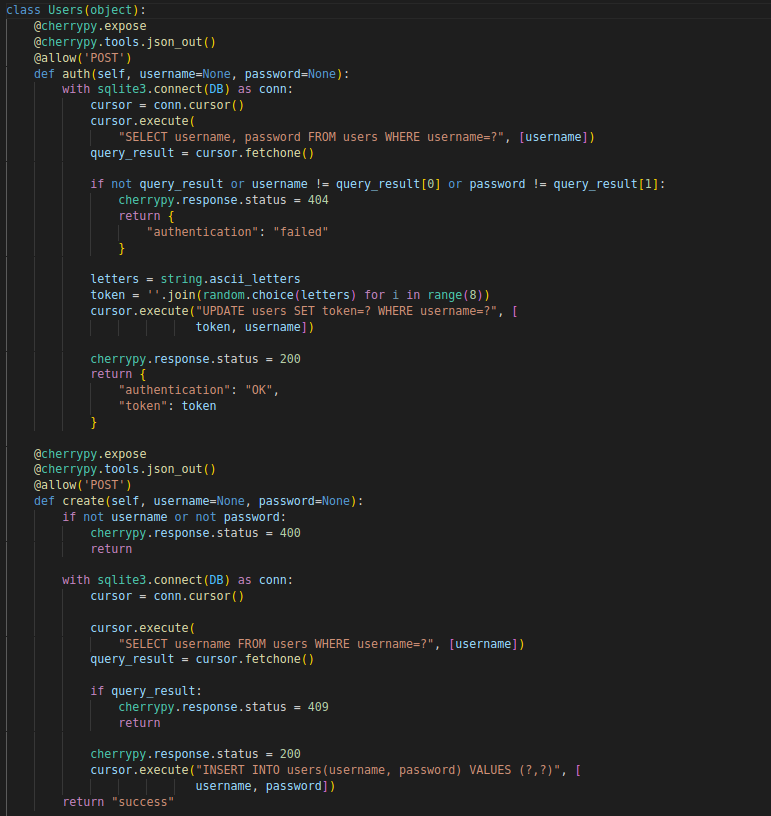 class Users(object):
    @cherrypy.expose
    @cherrypy.tools.json_out()
    @allow('POST')
    def auth(self, username=None, password=None):
        with sqlite3.connect(DB) as conn:
            cursor = conn.cursor()
            cursor.execute(
                "SELECT username, password FROM users WHERE username=?", [username])
            query_result = cursor.fetchone()

            if not query_result or username != query_result[0] or password != query_result[1]:
                cherrypy.response.status = 404
                return {
                    "authentication": "failed"
                }

            letters = string.ascii_letters
            token = ''.join(random.choice(letters) for i in range(8))
            cursor.execute("UPDATE users SET token=? WHERE username=?", [
                           token, username])

            cherrypy.response.status = 200
            return {
                "authentication": "OK",
                "token": token
            }

    @cherrypy.expose
    @cherrypy.tools.json_out()
    @allow('POST')
    def create(self, username=None, password=None):
        if not username or not password:
            cherrypy.response.status = 400
            return

        with sqlite3.connect(DB) as conn:
            cursor = conn.cursor()

            cursor.execute(
                "SELECT username FROM users WHERE username=?", [username])
            query_result = cursor.fetchone()

            if query_result:
                cherrypy.response.status = 409
                return

            cherrypy.response.status = 200
            cursor.execute("INSERT INTO users(username, password) VALUES (?,?)", [
                           username, password])
        return "success"